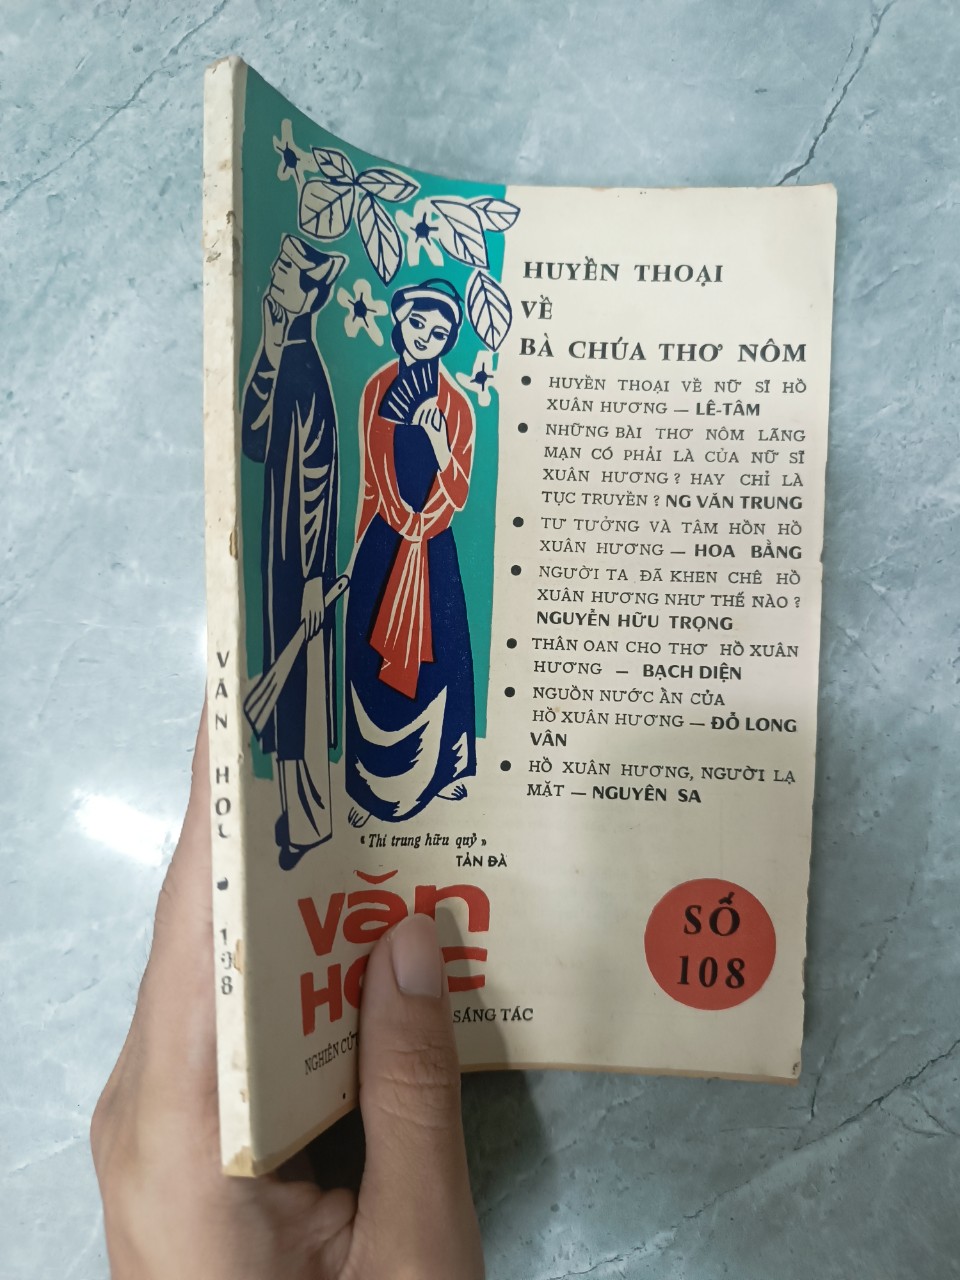 HUYỀN THOẠI
VỀ
BÀ CHÚA THƠ NÔM
HUYỀN THOẠI VỀ NỮ SĨ HỒ
XUÂN HƯƠNG — LÊ-TÂM
NHỮNG BÀI THƠ NÔM LÃNG
MẠN CÓ PHẢI LÀ CỦA NỮ SĨ
XUÂN HƯƠNG ? HAY CHỈ LÀ
TỤC TRUYỀN ? NG VĂN TRUNG
TƯ TƯỞNG VÀ TÂM HỒN HỒ
XUÂN HƯƠNG — HOA BẰNG
NGƯỜI TA ĐÃ KHEN CHÊ HỒ
XUÂN HƯƠNG NHƯ THẾ NÀO ?
NGUYỄN HỮU TRỌNG
THÂN OAN CHO THƠ HỒ XUÂN
HƯƠNG — BẠCH DIỆN
NGUỒN NƯỚC ẨN CỦA
HỒ XUÂN HƯƠNG — ĐỖ LONG
VÂN
HỒ XUÂN HƯƠNG, NGƯỜI LẠ
MẶT — NGUYÊN SA
« Thi trung hữu quỷ »
TẢN ĐÀ
Văn
SỐ
108
NGHIÊN SÁNG TÁC
VĂN HỌC 108